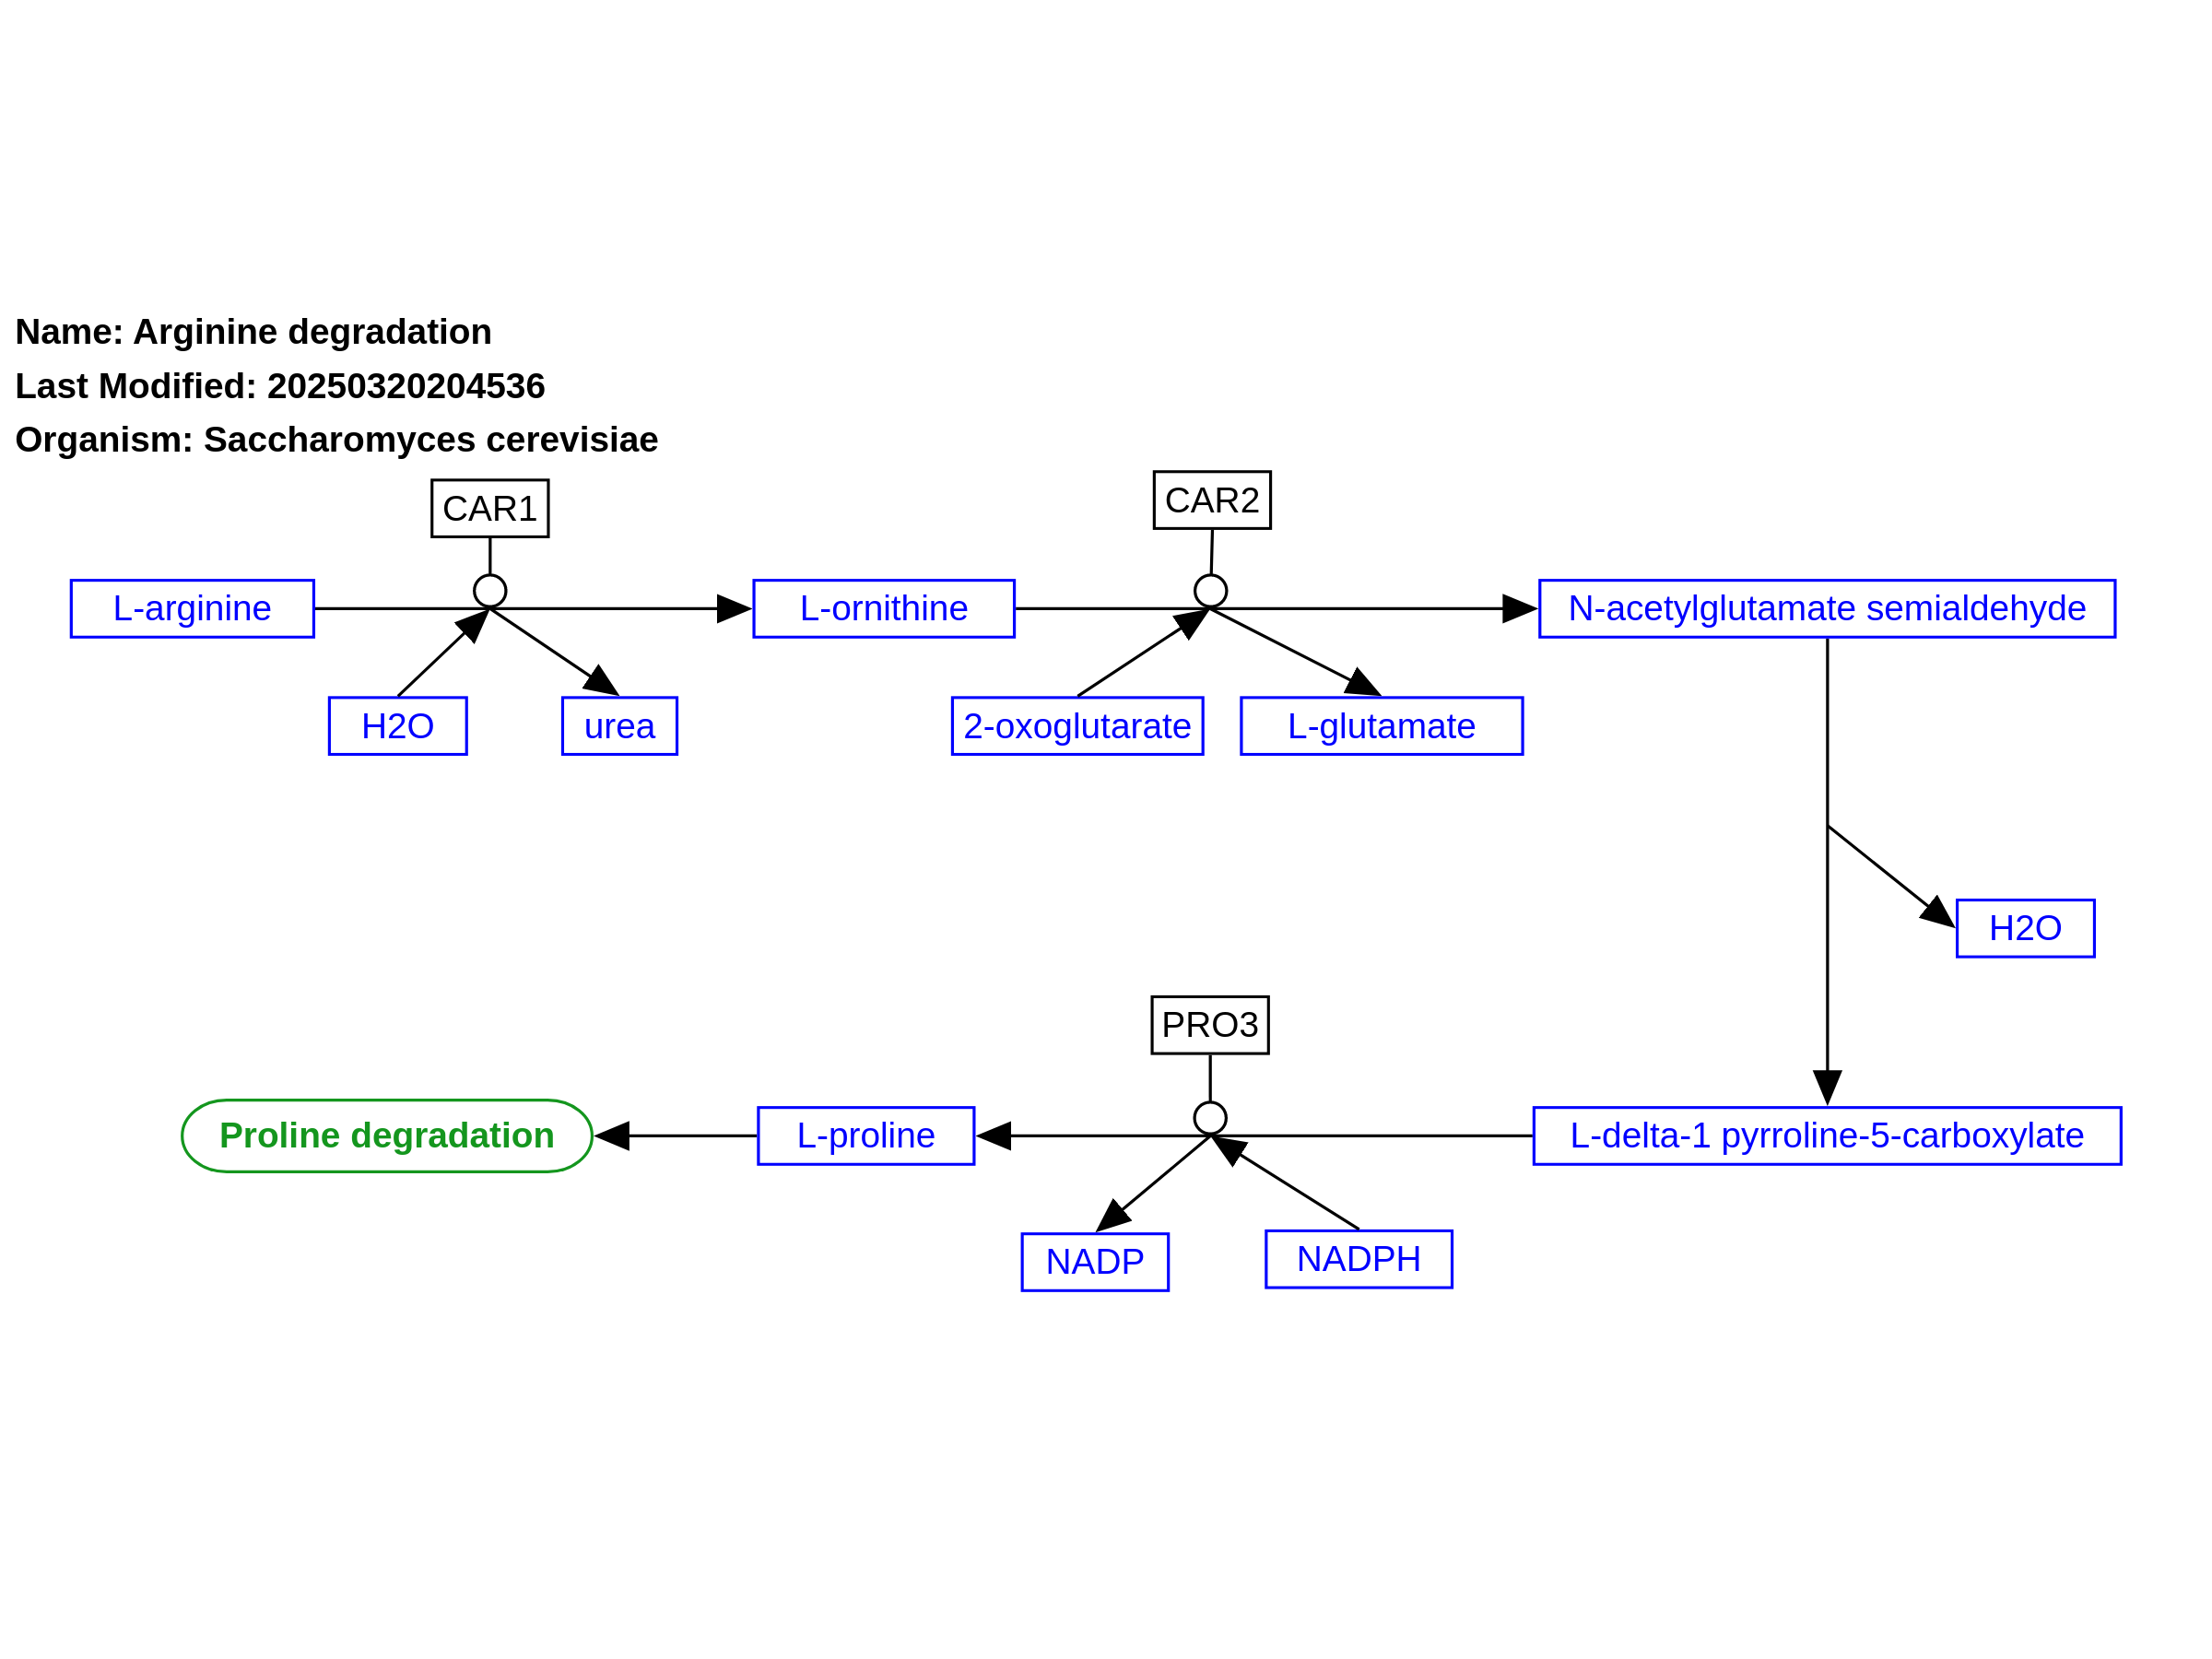 Name: Arginine degradation
Last Modified: 20250320204536
Organism: Saccharomyces cerevisiae
CAR1
CAR2
L-arginine
L-ornithine
N-acetylglutamate semialdehyde
H2O
urea
2-oxoglutarate
L-glutamate
H2O
PRO3
Proline degradation
L-proline
L-delta-1 pyrroline-5-carboxylate
NADP
NADPH